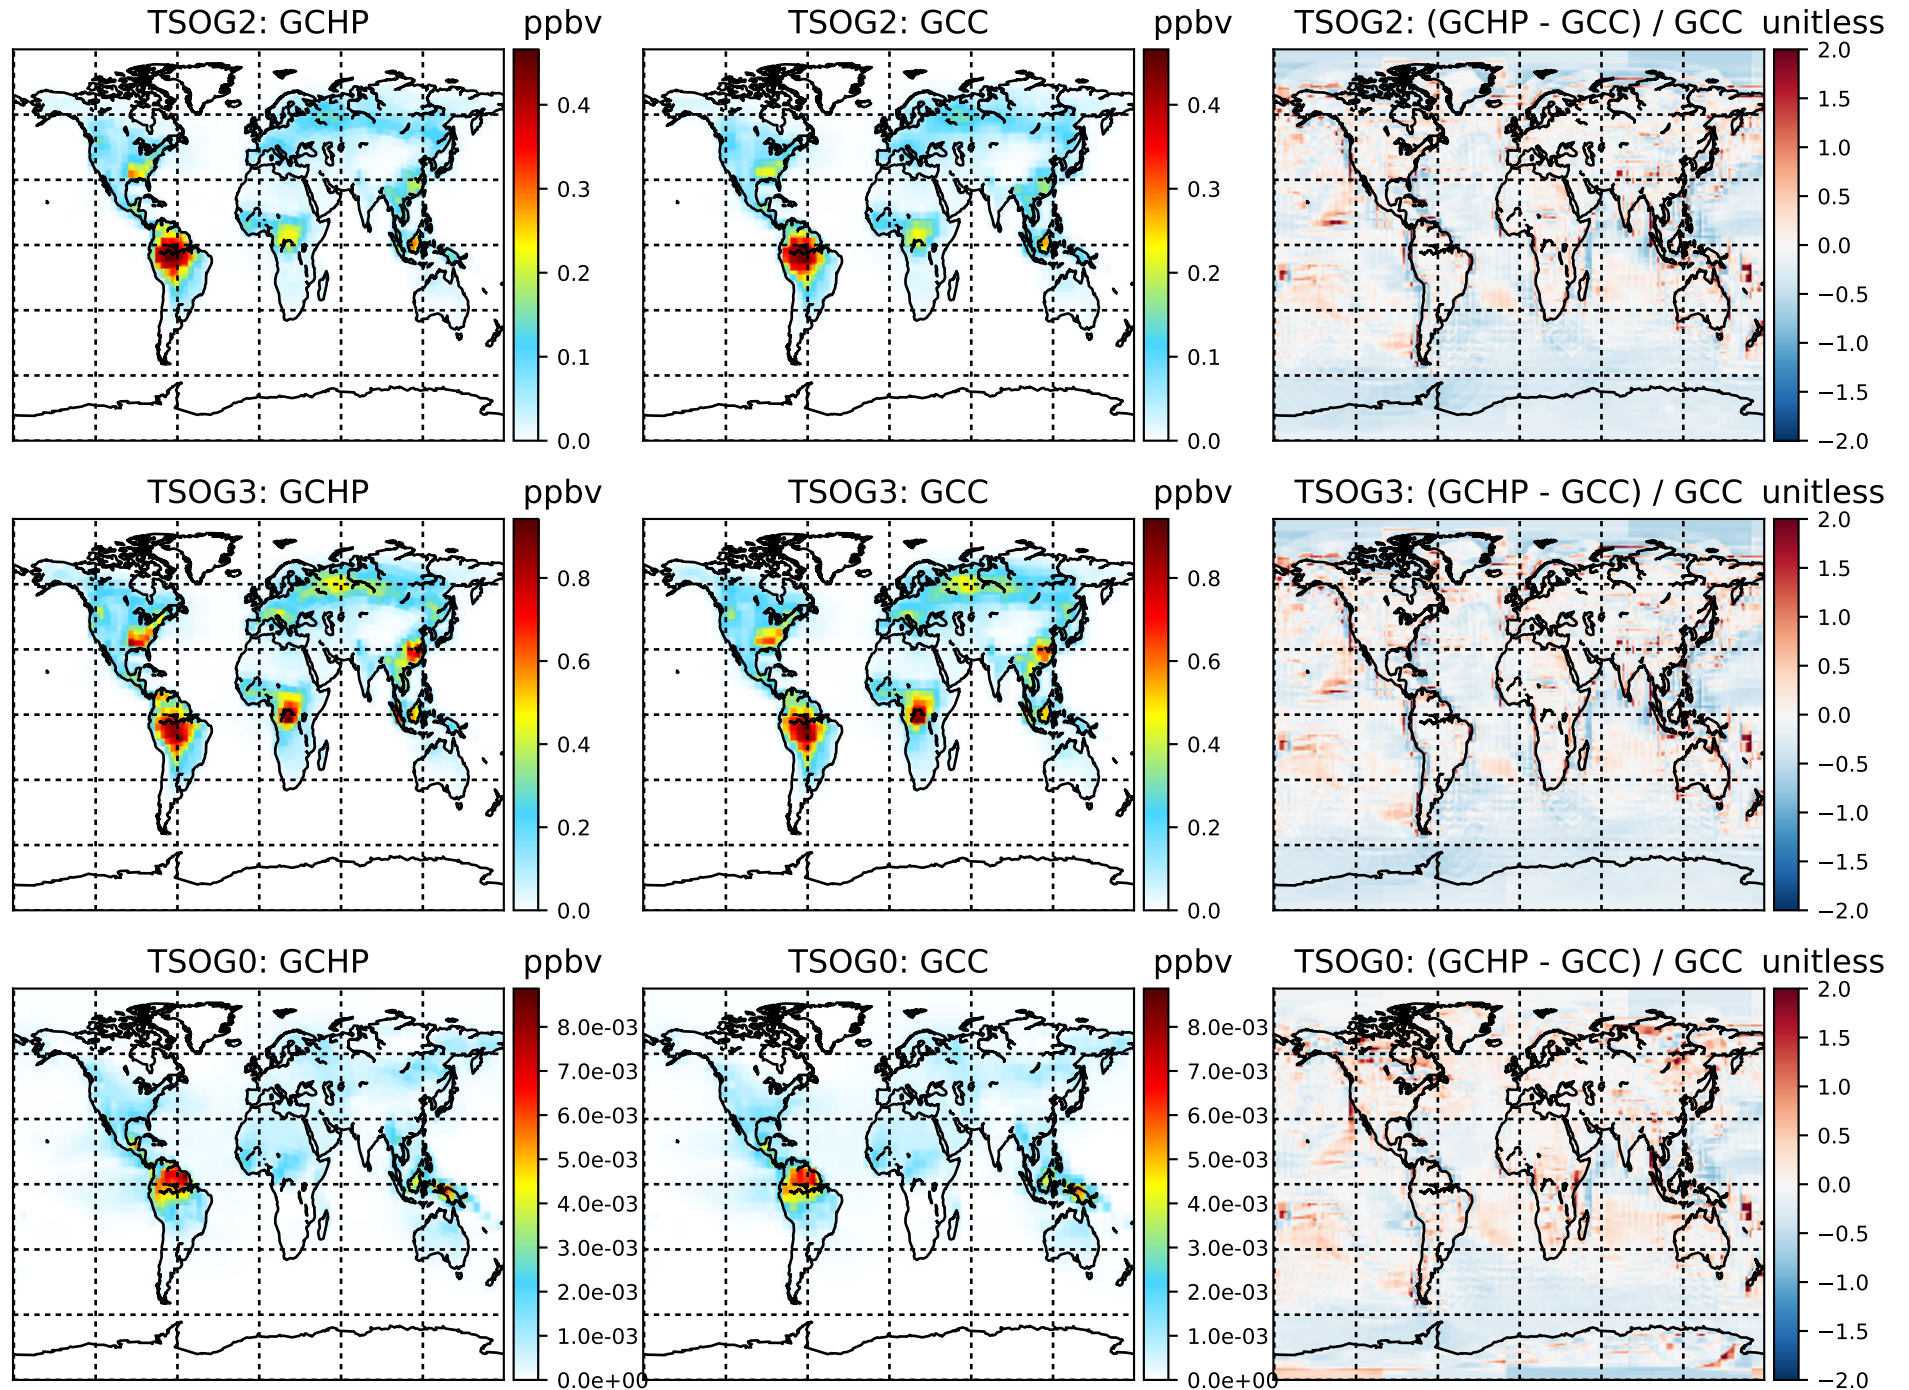 TSOG2: GCHP ppbv TSOG2: GCC ppbv TSOG2: (GCHP - GCC) / GCC unitless
0.4
0.3
0.2
0.1
0.0
0.4
0.3
0.2
0.1
0.0
2.0
1.5
1.0
0.5
0.0
−0.5
−1.0
−1.5
−2.0
TSOG3: GCHP ppbv TSOG3: GCC ppbv TSOG3: (GCHP - GCC) / GCC unitless
0.8
0.6
0.4
0.2
0.0
0.8
0.6
0.4
0.2
0.0
2.0
1.5
1.0
0.5
0.0
−0.5
−1.0
−1.5
−2.0
TSOG0: GCHP ppbv TSOG0: GCC ppbv TSOG0: (GCHP - GCC) / GCC unitless
8.0e-03
7.0e-03
6.0e-03
5.0e-03
4.0e-03
3.0e-03
2.0e-03
1.0e-03
0.0e+00
8.0e-03
7.0e-03
6.0e-03
5.0e-03
4.0e-03
3.0e-03
2.0e-03
1.0e-03
0.0e+00
2.0
1.5
1.0
0.5
0.0
−0.5
−1.0
−1.5
−2.0